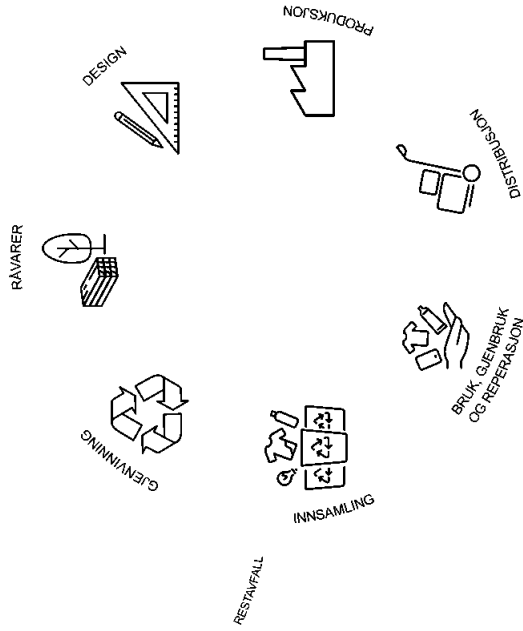 PRODUKSJON
DESIGN
DISTRIBUSJON
RÅVARER
BRUK, GJENBRUK
OG REPERASJON
GJENVINNING
INNSAMLING
RESTAVFALL